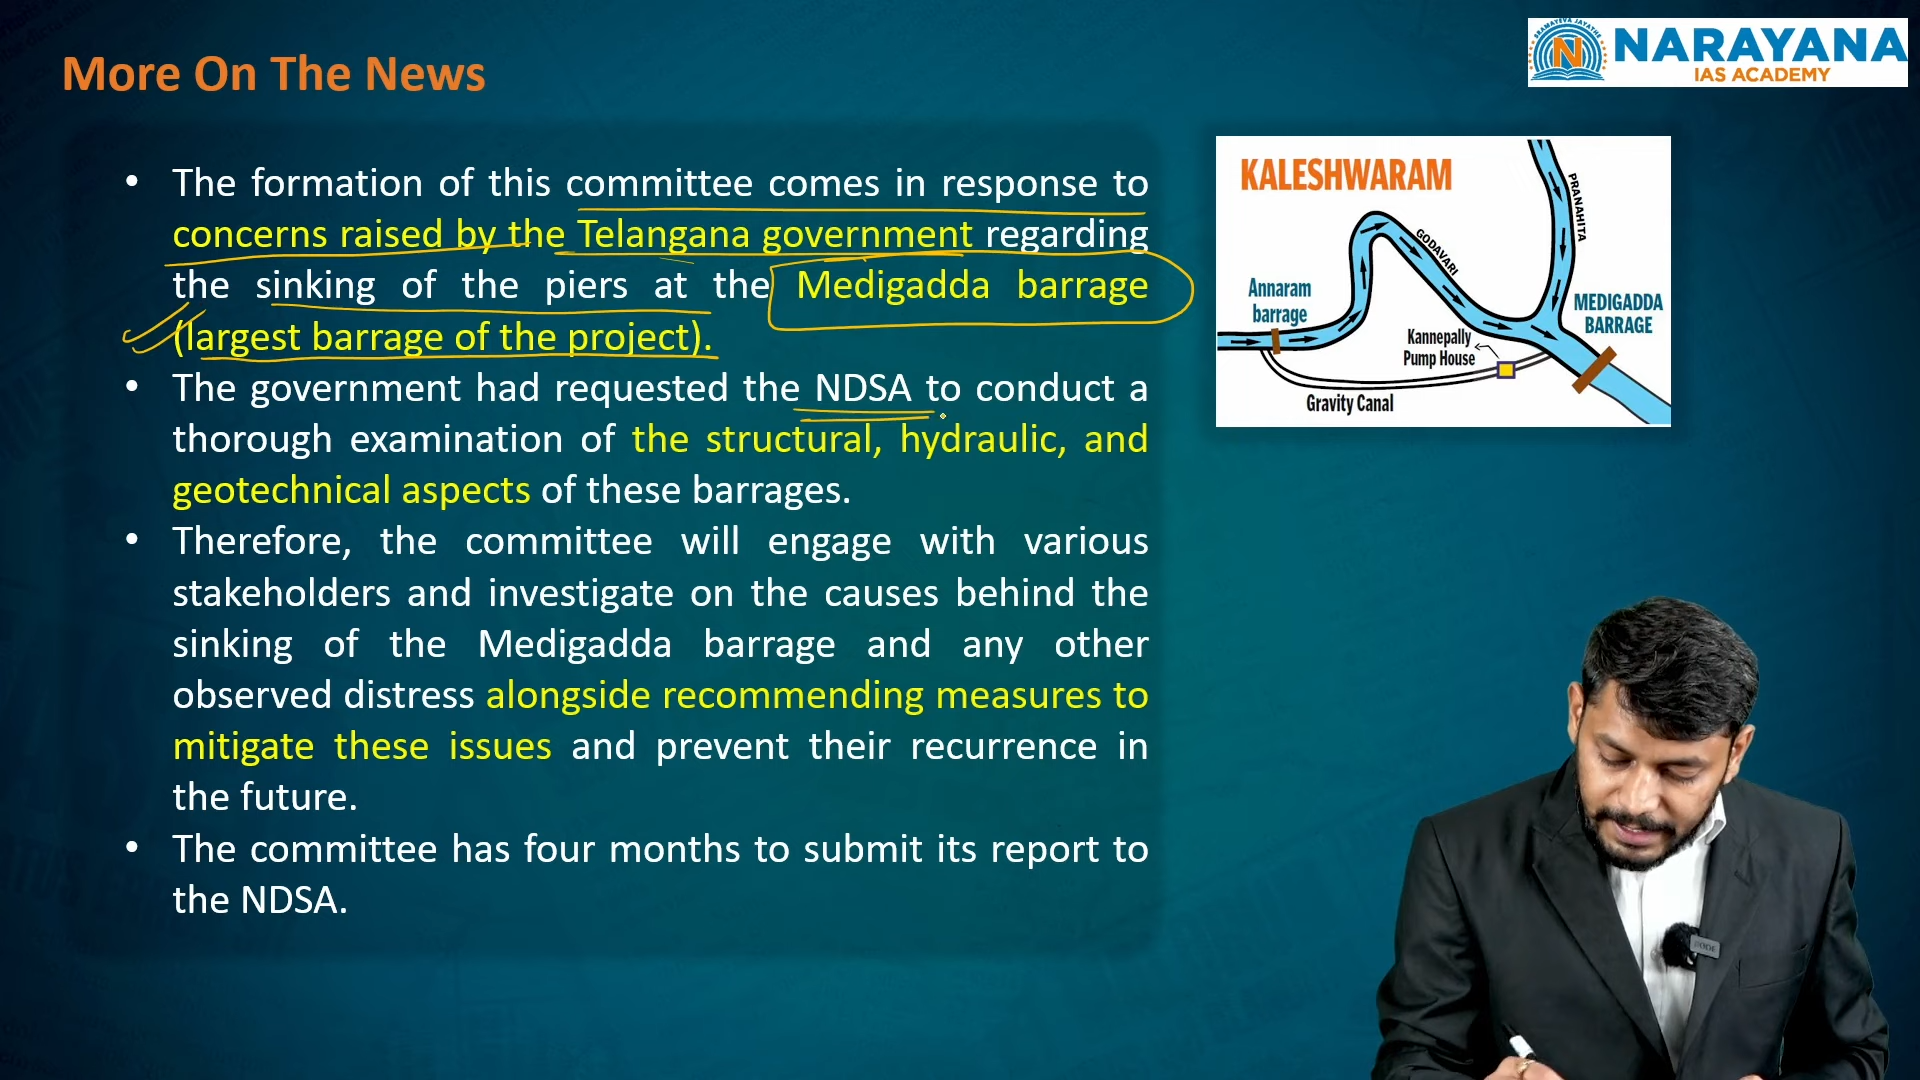 More On The News
NARAYANA
IAS ACADEMY
• The formation of this committee comes in response to
concerns raised by the Telangana government regarding
the sinking of the piers at the Medigadda barrage
(largest barrage of the project).
• The government had requested the NDSA to conduct a
thorough examination of the structural, hydraulic, and
geotechnical aspects of these barrages.
• Therefore, the committee will engage with various
stakeholders and investigate on the causes behind the
sinking of the Medigadda barrage and any other
observed distress alongside recommending measures to
mitigate these issues and prevent their recurrence in
the future.
• The committee has four months to submit its report to
the NDSA.
KALESHWARAM
PRANAHITA
GODAVARI
Annaram
barrage
MEDIGADDA
BARRAGE
Kannepally
Pump House
Gravity Canal